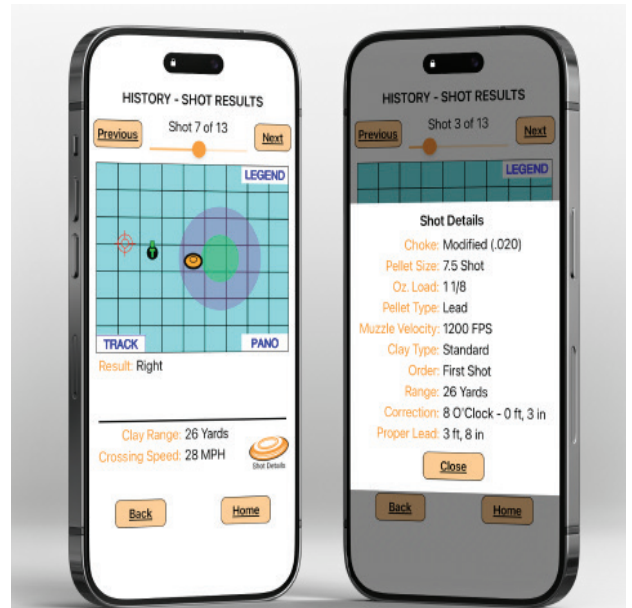 HISTORY - SHOT RESULTS
Previous
Shot 7 of 13
Next
LEGEND
TRACK
PANO
Result: Right
Clay Range: 26 Yards
Crossing Speed: 28 MPH
Shot Details
Back
Home
HISTORY - SHOT RESULTS
Previous
Shot 3 of 13
Next
LEGEND
Shot Details
Choke: Modified (.020)
Pellet Size: 7.5 Shot
Oz. Load: 1 1/8
Pellet Type: Lead
Muzzle Velocity: 1200 FPS
Clay Type: Standard
Order: First Shot
Range: 26 Yards
Correction: 8 O'Clock - 0 ft, 3 in
Proper Lead: 3 ft, 8 in
Close
Back
Home